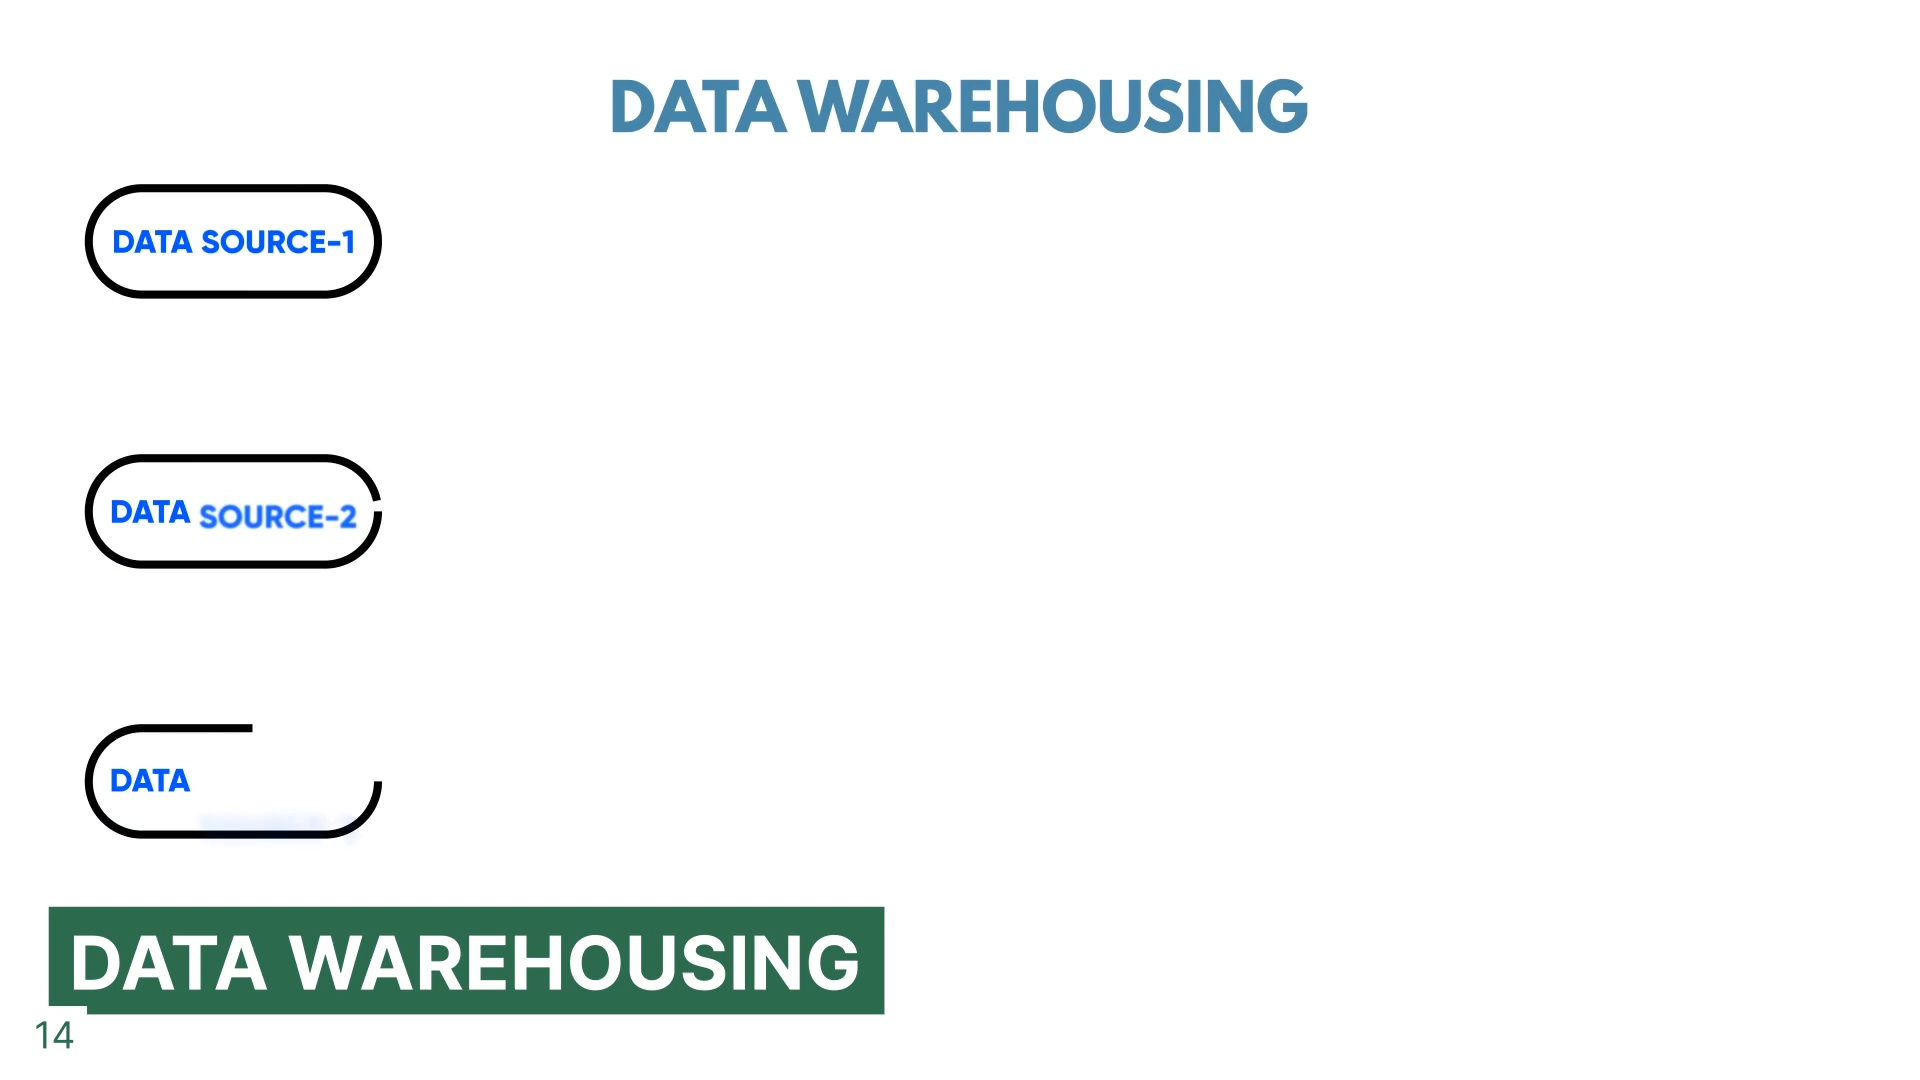 DATA WAREHOUSING
DATA SOURCE-1
DATA SOURCE-2
DATA
DATA WAREHOUSING
14